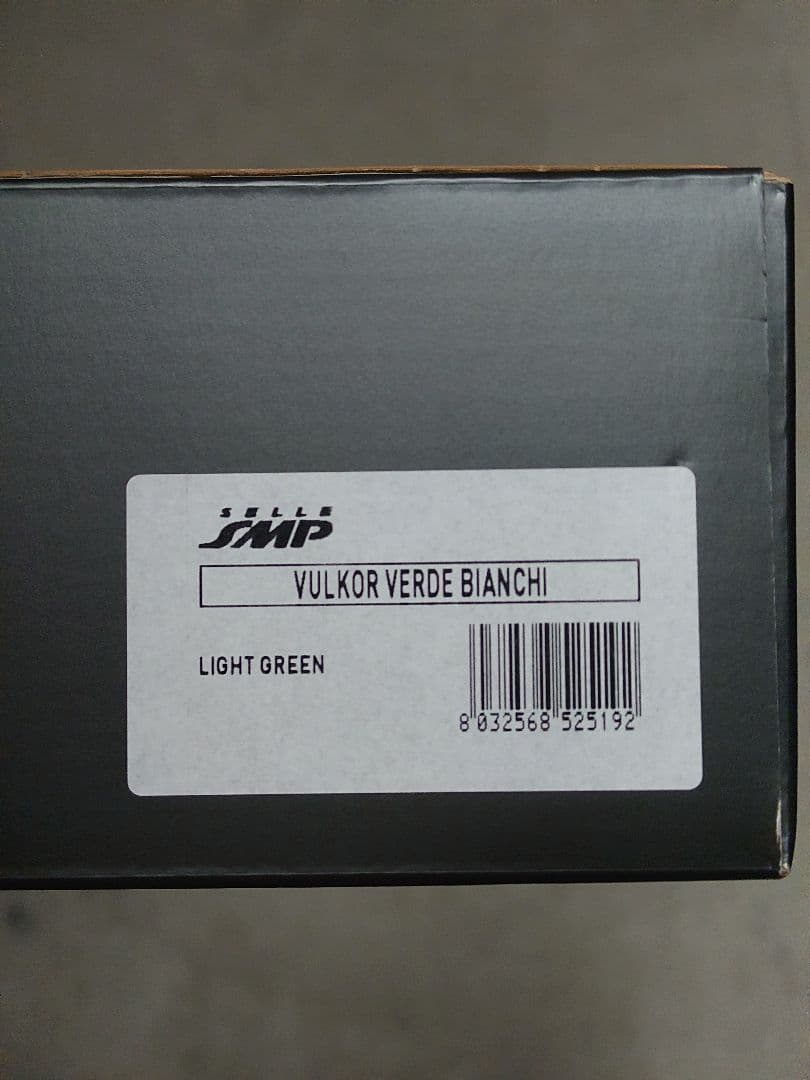 SELLE
SMP
VULKOR VERDE BIANCHI
LIGHT GREEN
8 032568 525192